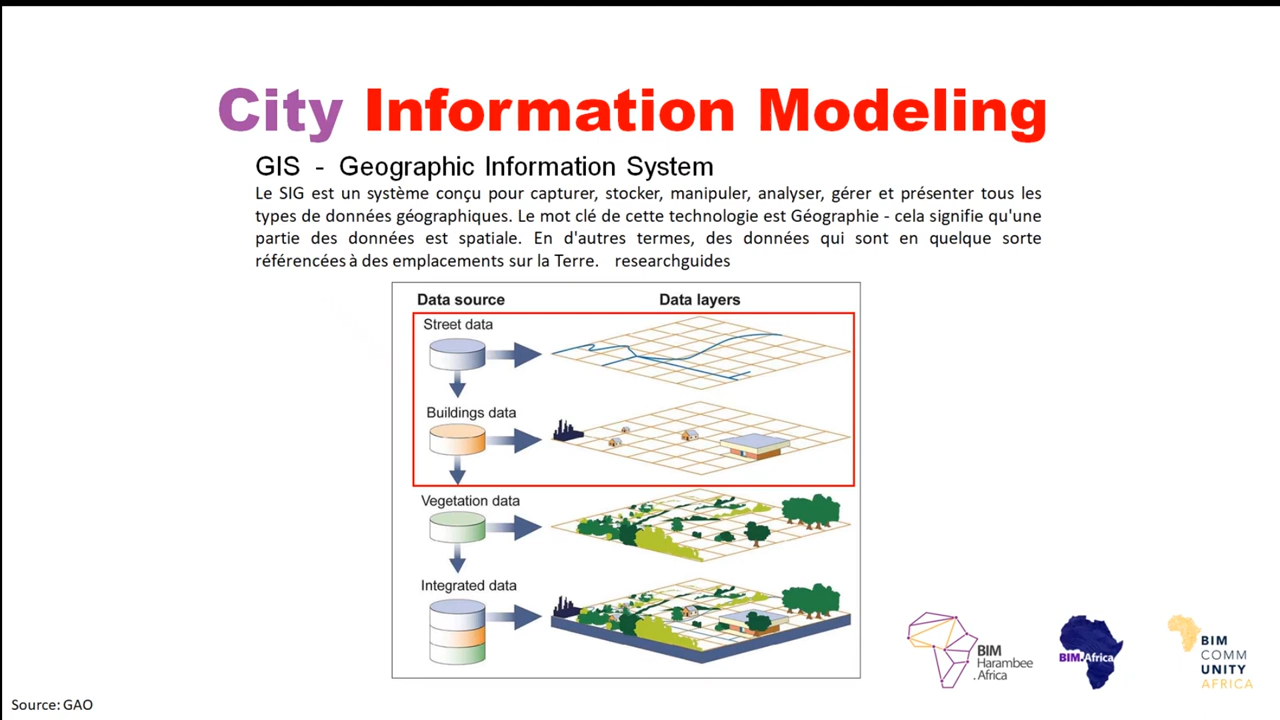 City Information Modeling
GIS - Geographic Information System
Le SIG est un système conçu pour capturer, stocker, manipuler, analyser, gérer et présenter tous les
types de données géographiques. Le mot clé de cette technologie est Géographie - cela signifie qu'une
partie des données est spatiale. En d'autres termes, des données qui sont en quelque sorte
référencées à des emplacements sur la Terre. researchguides
Data source
Data layers
Street data
Buildings data
Vegetation data
Integrated data
BIM
Harambee
.Africa
BIM.Africa
BIM
COMM
UNITY
AFRICA
Source: GAO